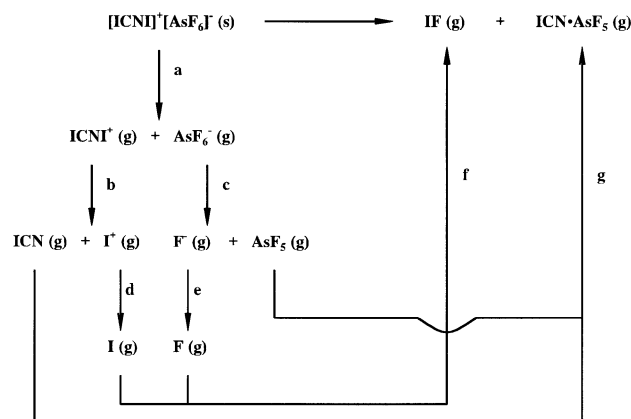 [ICNI]⁺[AsF₆]⁻ (s) IF (g) + ICN•AsF₅ (g)
a
ICNI⁺ (g) + AsF₆⁻ (g)
b c f g
ICN (g) + I⁺ (g) F⁻ (g) + AsF₅ (g)
d e
I (g) F (g)